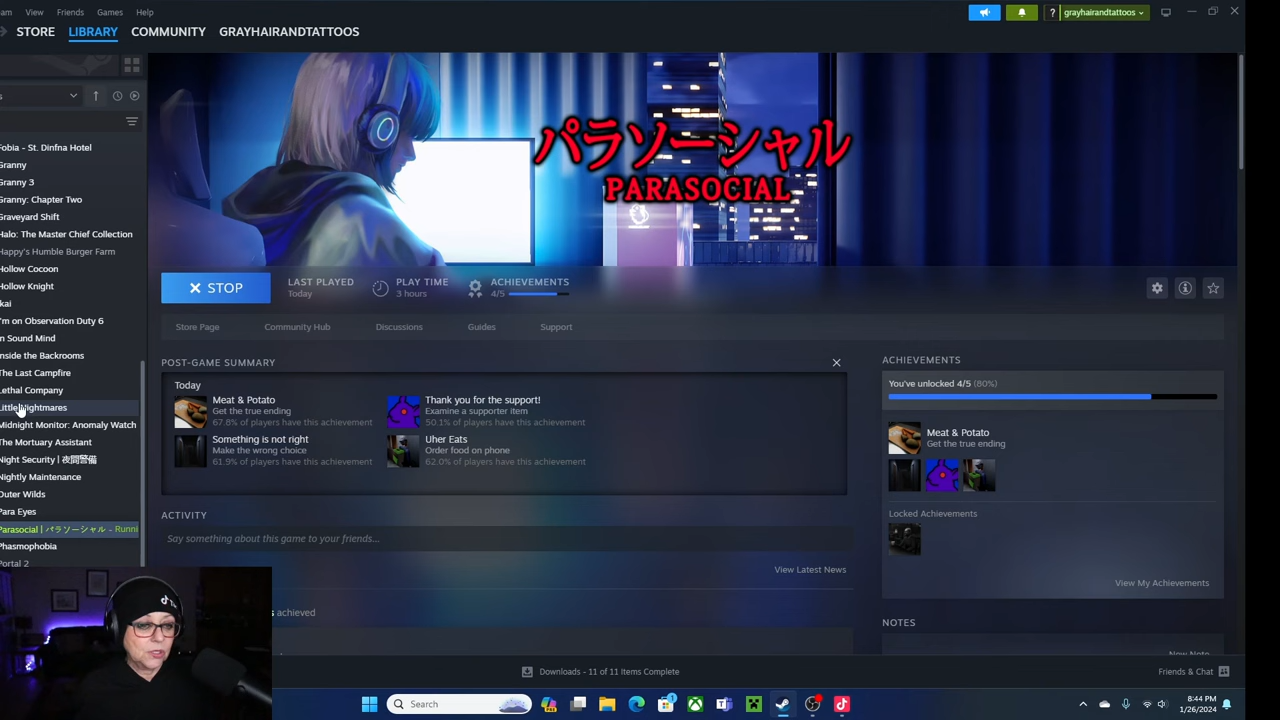 View
Friends
Games
Help
grayhairandtattoos
STORE
LIBRARY
COMMUNITY
GRAYHAIRANDTATTOOS
Fobia - St. Dinfna Hotel
Granny
Granny 3
Granny: Chapter Two
Graveyard Shift
Halo: The Master Chief Collection
Happy's Humble Burger Farm
Hollow Cocoon
Hollow Knight
I'm on Observation Duty 6
Inside the Backrooms
The Last Campfire
Lethal Company
Little Nightmares
Midnight Monitor: Anomaly Watch
The Mortuary Assistant
Night Security | 夜間警備
Nightly Maintenance
Outer Wilds
Para Eyes
Parasocial | パラソーシャル - Runni
Phasmophobia
Portal 2
パラソーシャル
PARASOCIAL
STOP
LAST PLAYED
Today
PLAY TIME
3 hours
ACHIEVEMENTS
4/5
Store Page
Community Hub
Discussions
Guides
Support
POST-GAME SUMMARY
Today
Meat & Potato
Get the true ending
67.8% of players have this achievement
Thank you for the support!
Examine a supporter item
50.1% of players have this achievement
Something is not right
Make the wrong choice
61.9% of players have this achievement
Uher Eats
Order food on phone
62.0% of players have this achievement
ACTIVITY
Say something about this game to your friends...
View Latest News
achieved
ACHIEVEMENTS
You've unlocked 4/5 (80%)
Meat & Potato
Get the true ending
Locked Achievements
View My Achievements
NOTES
New Note
Downloads - 11 of 11 Items Complete
Friends & Chat
Search
8:44 PM
1/26/2024